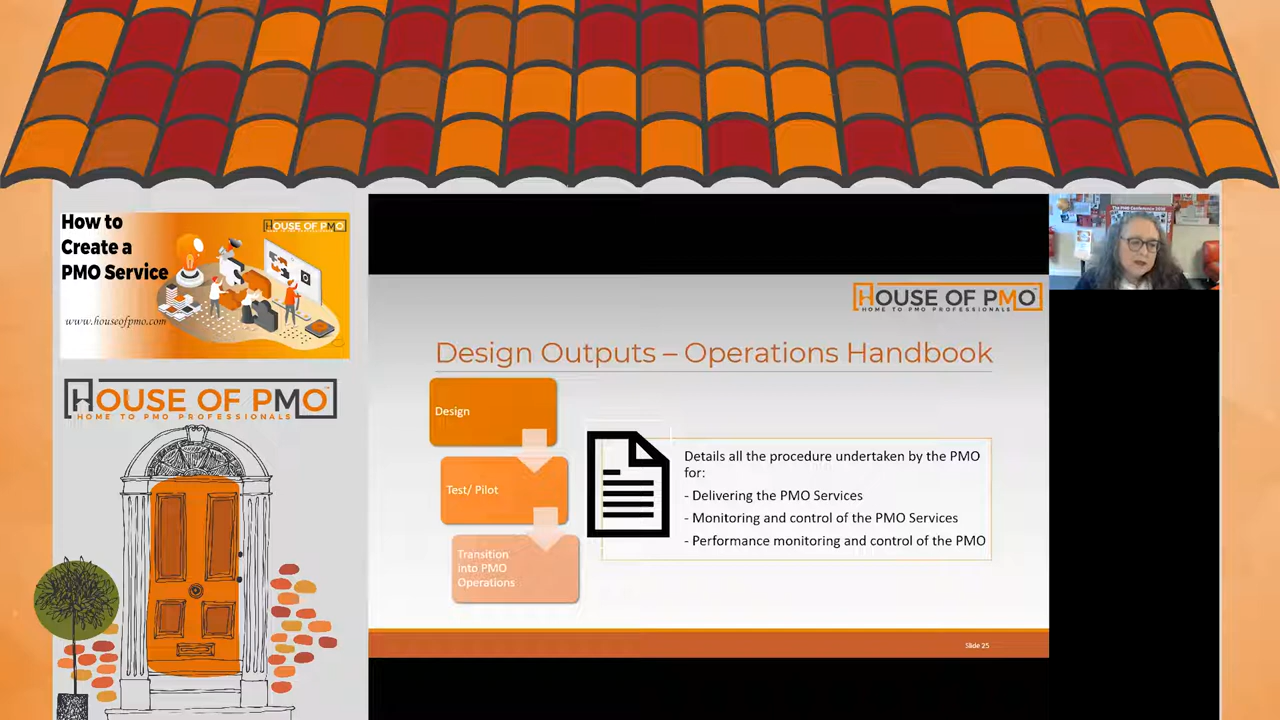 How to
Create a
PMO Service
HOUSE OF PMO
www.houseofpmo.com
HOUSE OF PMO
HOME TO PMO PROFESSIONALS
HOUSE OF PMO
HOME TO PMO PROFESSIONALS
Design Outputs – Operations Handbook
Design
Test/ Pilot
Transition
into PMO
Operations
Details all the procedure undertaken by the PMO
for:
- Delivering the PMO Services
- Monitoring and control of the PMO Services
- Performance monitoring and control of the PMO
Slide 25